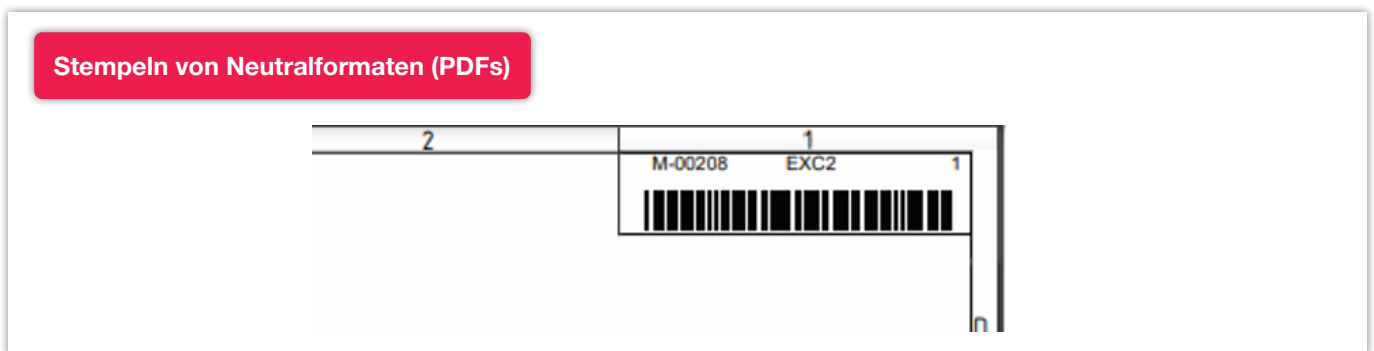 Stempeln von Neutralformaten (PDFs)
2 1
M-00208 EXC2 1
D